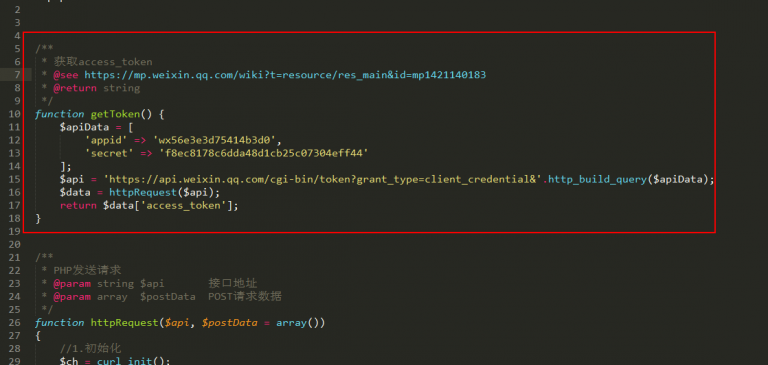 2
3
4
5 /**
6 * 获取access_token
7 * @see https://mp.weixin.qq.com/wiki?t=resource/res_main&id=mp1421140183
8 * @return string
9 */
10 function getToken() {
11 $apiData = [
12 'appid' => 'wx56e3e3d75414b3d0',
13 'secret' => 'f8ec8178c6dda48d1cb25c07304eff44'
14 ];
15 $api = 'https://api.weixin.qq.com/cgi-bin/token?grant_type=client_credential&'.http_build_query($apiData);
16 $data = httpRequest($api);
17 return $data['access_token'];
18 }
19
20
21 /**
22 * PHP发送请求
23 * @param string $api 接口地址
24 * @param array $postData POST请求数据
25 */
26 function httpRequest($api, $postData = array())
27 {
28 //1.初始化
29 $ch = curl_init();